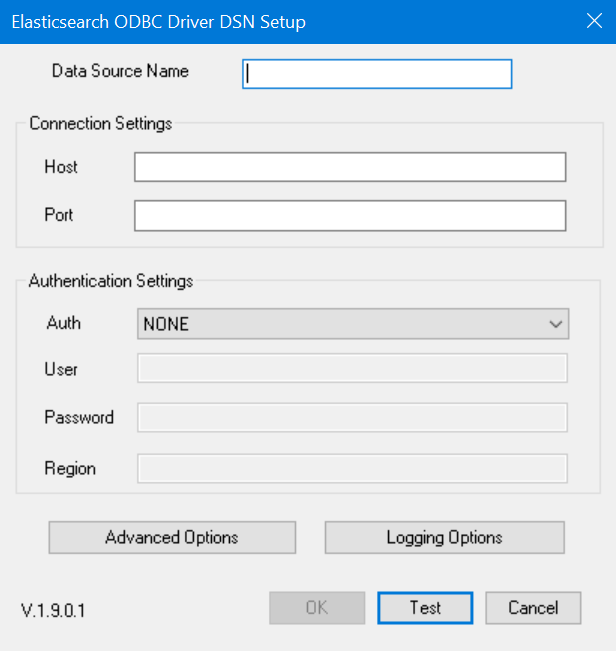 Elasticsearch ODBC Driver DSN Setup
Data Source Name
Connection Settings
Host
Port
Authentication Settings
Auth NONE
User
Password
Region
Advanced Options Logging Options
V.1.9.0.1 OK Test Cancel